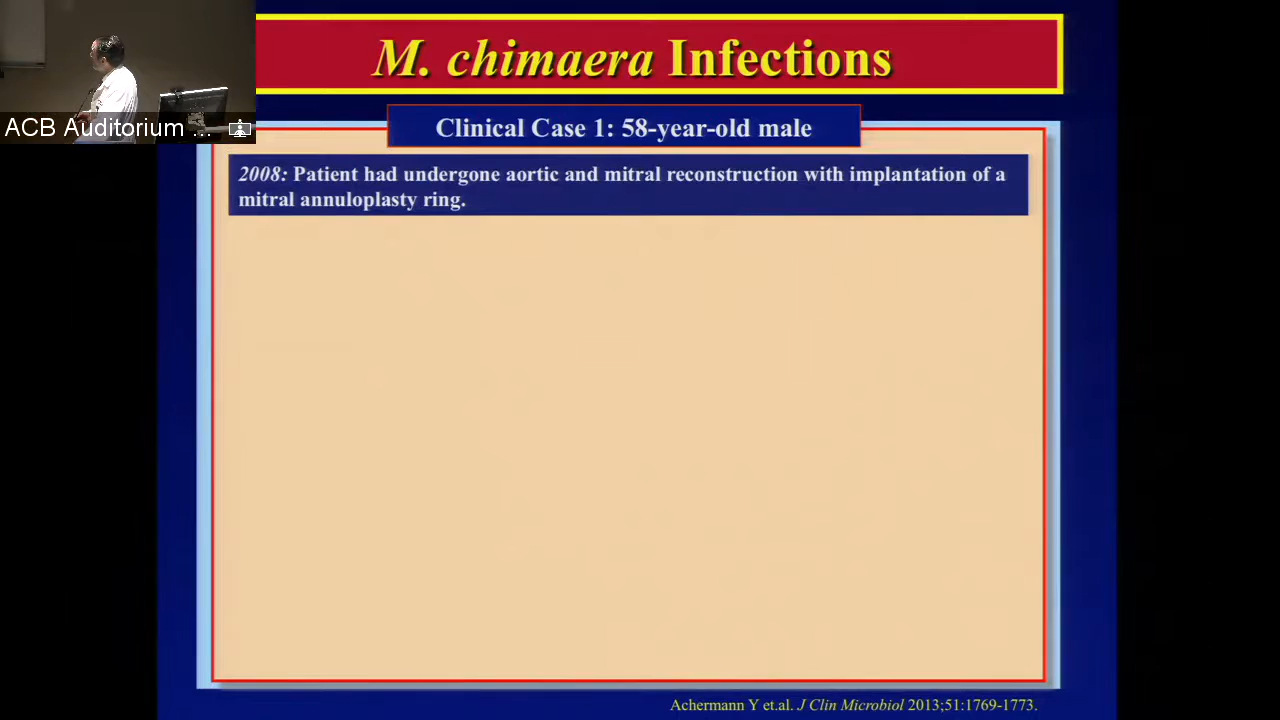 M. chimaera Infections
ACB Auditorium ...
Clinical Case 1: 58-year-old male
2008: Patient had undergone aortic and mitral reconstruction with implantation of a
mitral annuloplasty ring.
Achermann Y et.al. J Clin Microbiol 2013;51:1769-1773.